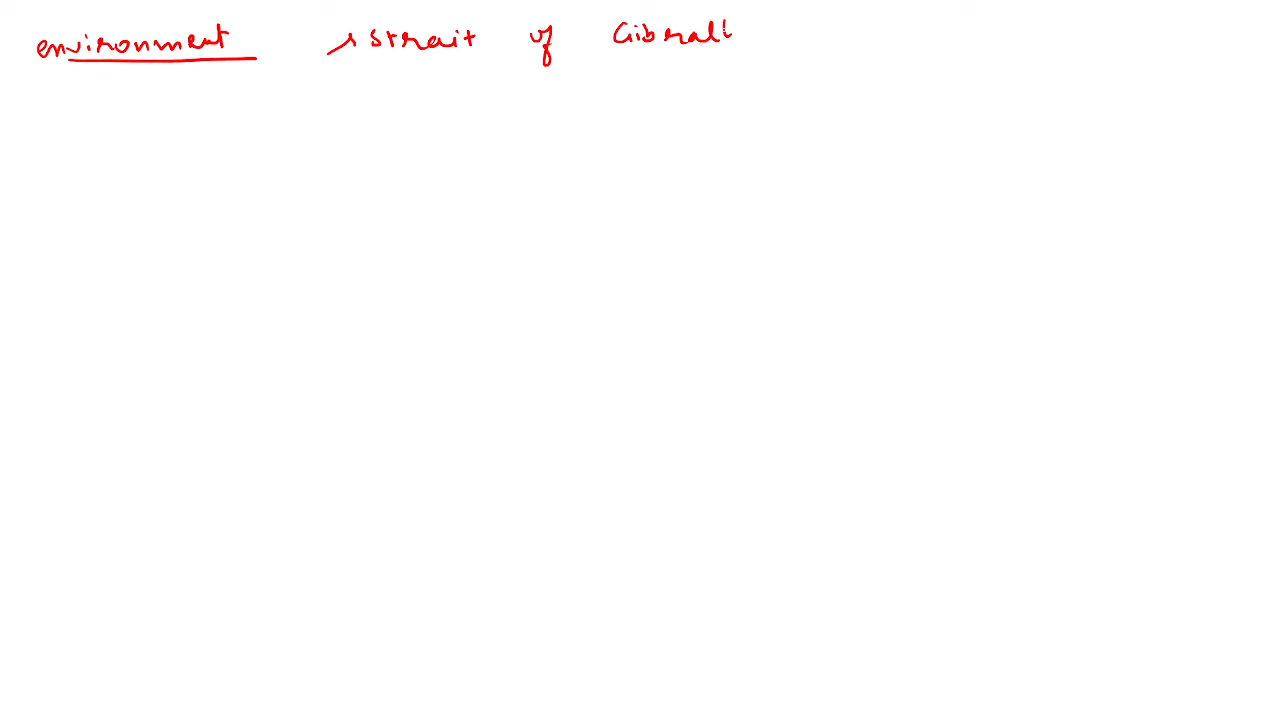 environment → Strait of Gibralt